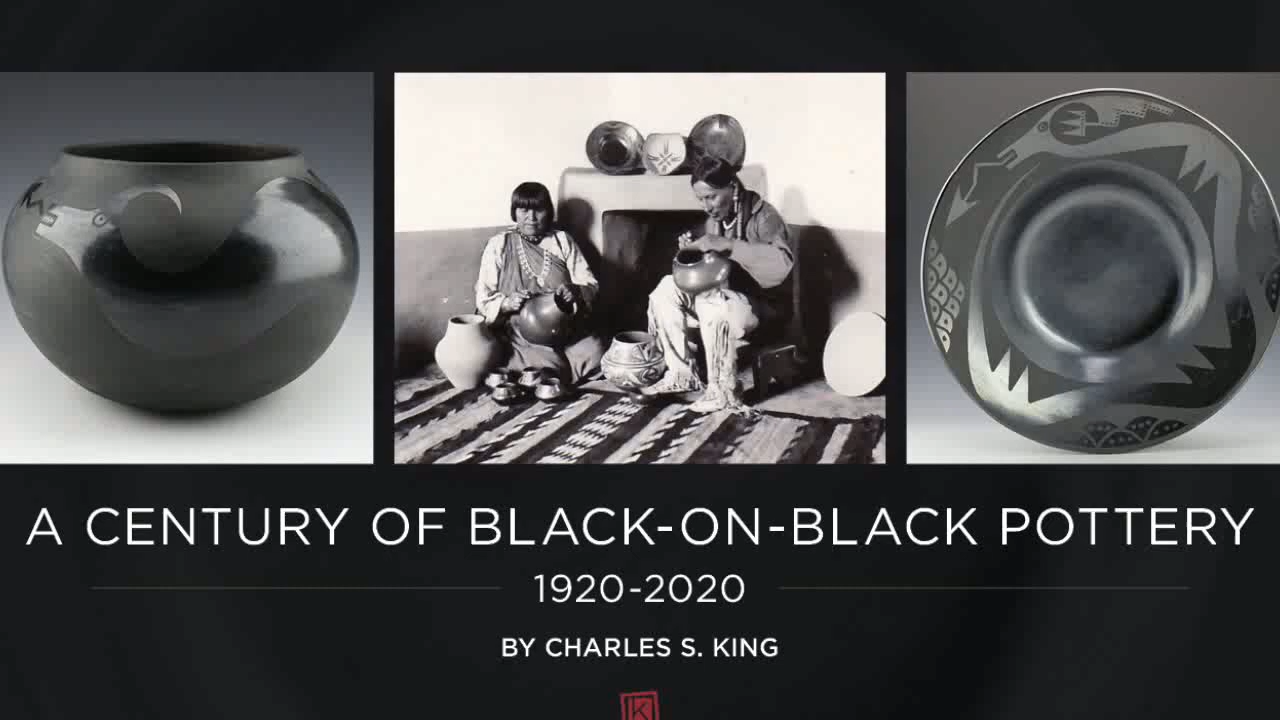 A CENTURY OF BLACK-ON-BLACK POTTERY
1920-2020
BY CHARLES S. KING
K